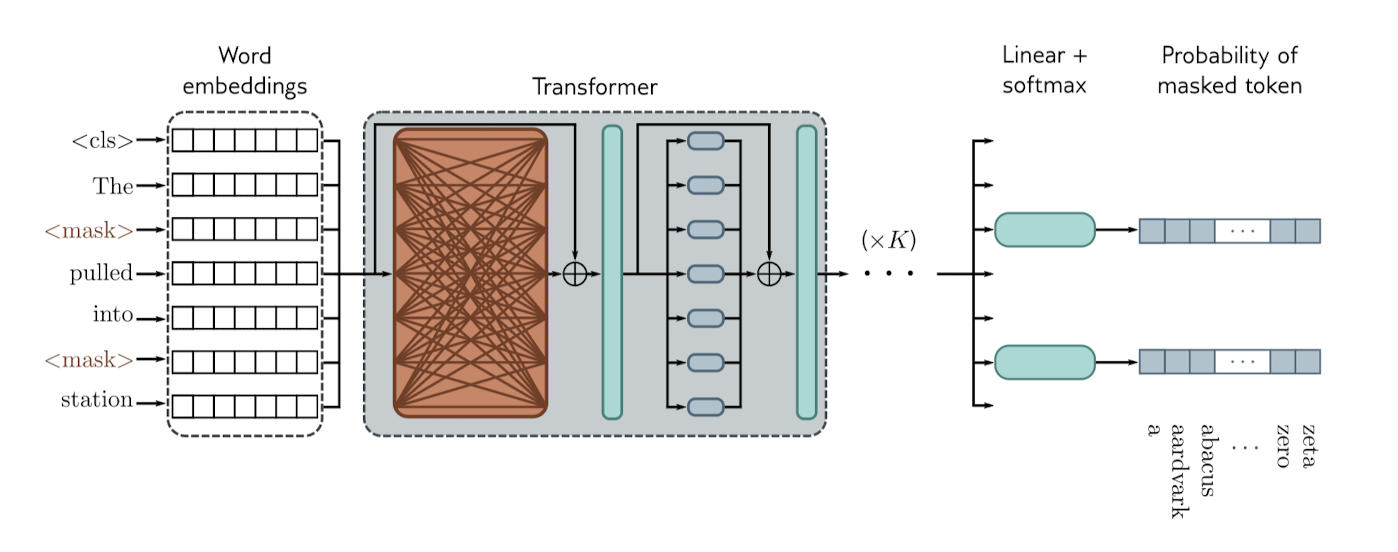 Word
embeddings
Transformer
Linear +
softmax
Probability of
masked token
<cls>
The
<mask>
pulled
into
<mask>
station
(×K)
· · ·
· · ·
· · ·
a
aardvark
abacus
· · ·
zero
zeta